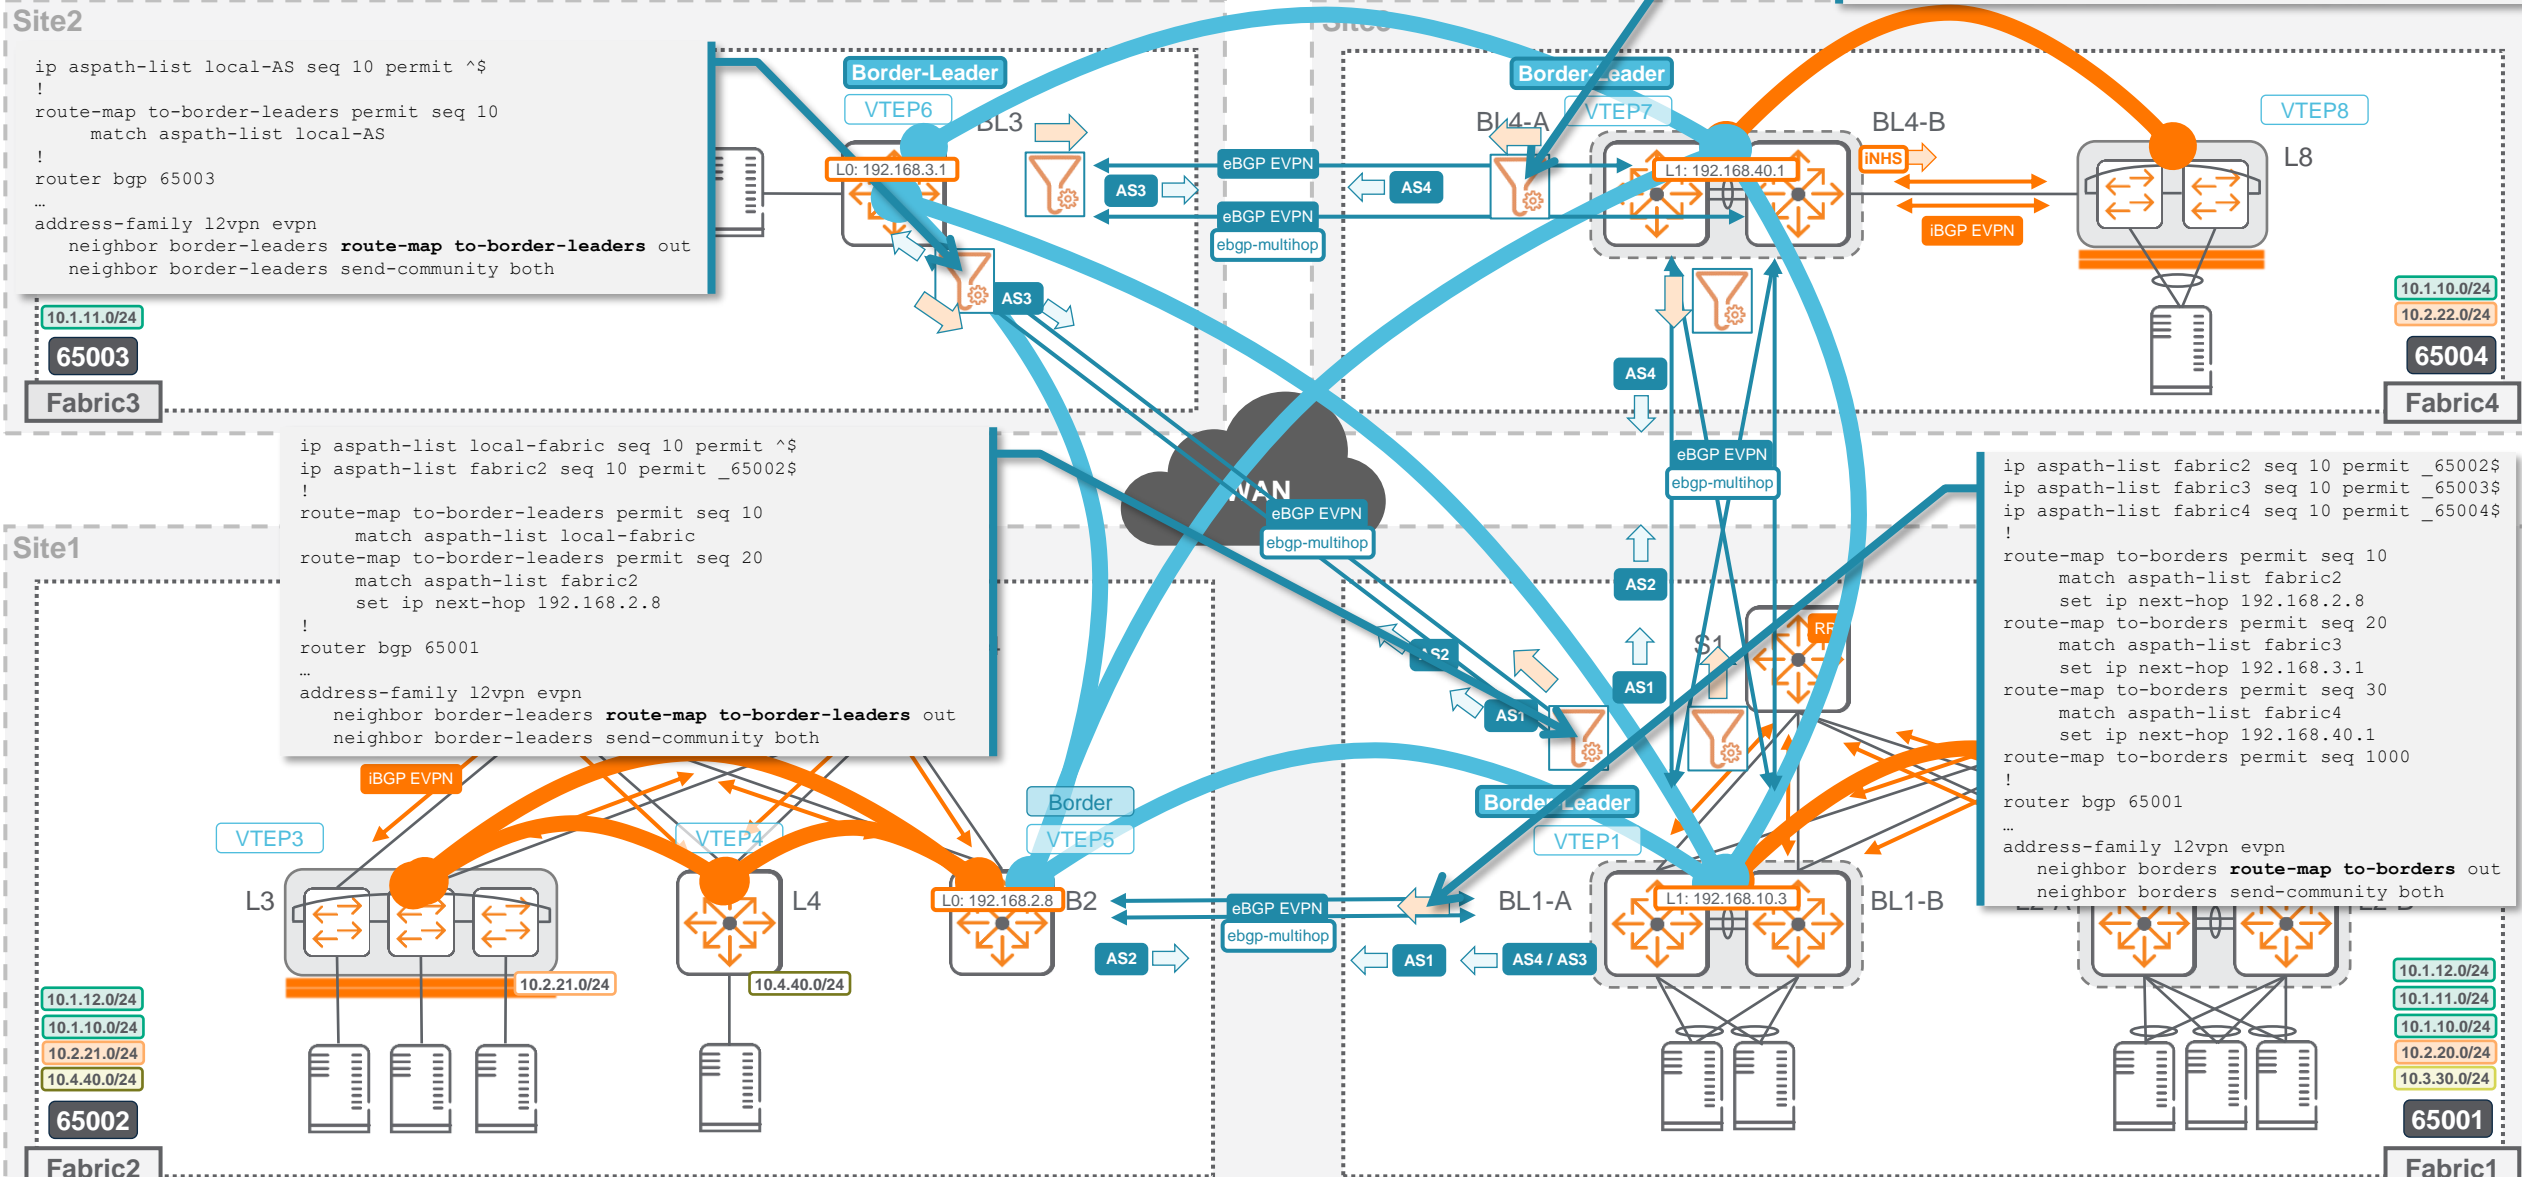 Site2
ip aspath-list local-AS seq 10 permit ^$
!
route-map to-border-leaders permit seq 10
match aspath-list local-AS
!
router bgp 65003
…
address-family l2vpn evpn
neighbor border-leaders route-map to-border-leaders out
neighbor border-leaders send-community both
10.1.11.0/24
65003
Fabric3
Border-Leader
VTEP6
BL3
L0: 192.168.3.1
AS3
AS3
eBGP EVPN
eBGP EVPN
ebgp-multihop
AS4
Border-Leader
VTEP7
BL4-A
BL4-B
L1: 192.168.40.1
iNHS
iBGP EVPN
VTEP8
L8
10.1.10.0/24
10.2.22.0/24
65004
Fabric4
AS4
eBGP EVPN
ebgp-multihop
AS2
AS1
WAN
eBGP EVPN
ebgp-multihop
AS2
AS1
Site1
ip aspath-list local-fabric seq 10 permit ^$
ip aspath-list fabric2 seq 10 permit _65002$
!
route-map to-border-leaders permit seq 10
match aspath-list local-fabric
route-map to-border-leaders permit seq 20
match aspath-list fabric2
set ip next-hop 192.168.2.8
!
router bgp 65001
…
address-family l2vpn evpn
neighbor border-leaders route-map to-border-leaders out
neighbor border-leaders send-community both
iBGP EVPN
VTEP3
L3
10.2.21.0/24
VTEP4
L4
10.4.40.0/24
Border
VTEP5
L0: 192.168.2.8
B2
AS2
eBGP EVPN
ebgp-multihop
AS1
AS4 / AS3
10.1.12.0/24
10.1.10.0/24
10.2.21.0/24
10.4.40.0/24
65002
Fabric2
S1
RR
Border-Leader
VTEP1
BL1-A
BL1-B
L1: 192.168.10.3
ip aspath-list fabric2 seq 10 permit _65002$
ip aspath-list fabric3 seq 10 permit _65003$
ip aspath-list fabric4 seq 10 permit _65004$
!
route-map to-borders permit seq 10
match aspath-list fabric2
set ip next-hop 192.168.2.8
route-map to-borders permit seq 20
match aspath-list fabric3
set ip next-hop 192.168.3.1
route-map to-borders permit seq 30
match aspath-list fabric4
set ip next-hop 192.168.40.1
route-map to-borders permit seq 1000
!
router bgp 65001
…
address-family l2vpn evpn
neighbor borders route-map to-borders out
neighbor borders send-community both
10.1.12.0/24
10.1.11.0/24
10.1.10.0/24
10.2.20.0/24
10.3.30.0/24
65001
Fabric1